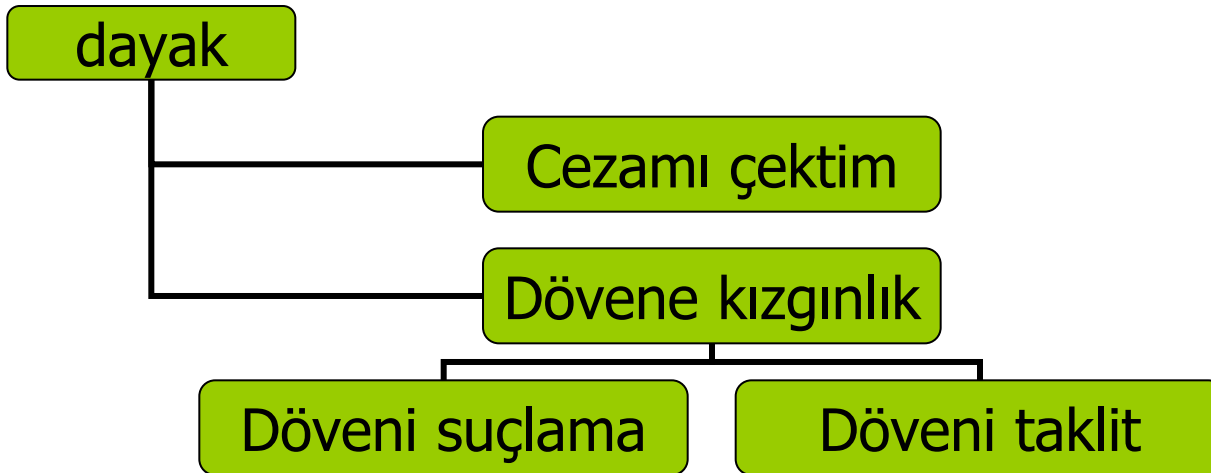 dayak
Cezamı çektim
Dövene kızgınlık
Döveni suçlama
Döveni taklit